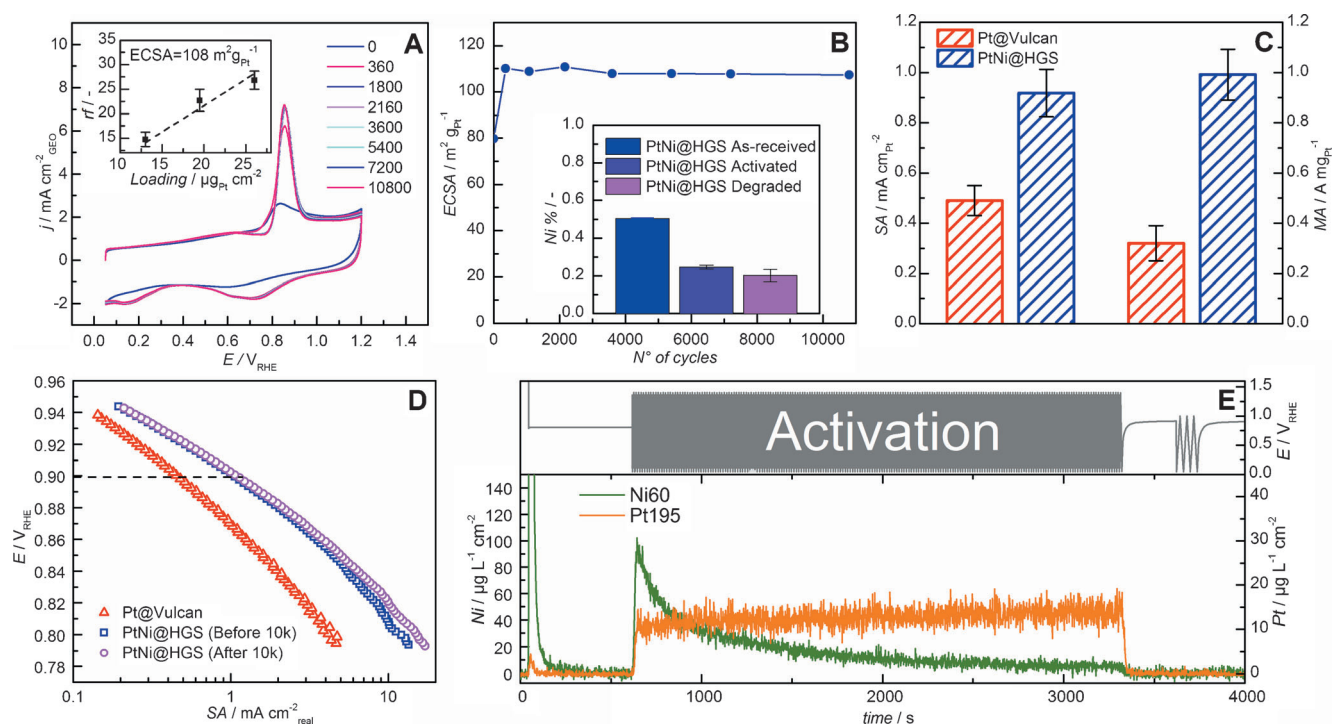 A
ECSA=108 m²g⁻¹Pt
rf / -
35
30
25
20
15
10 15 20 25
Loading / µgPt cm⁻²
0
360
1800
2160
3600
5400
7200
10800
j / mA cm⁻²GEO
10
8
6
4
2
0
-2
0.0 0.2 0.4 0.6 0.8 1.0 1.2 1.4
E / VRHE
B
ECSA / m² gPt⁻¹
120
100
80
60
40
20
0
0 2000 4000 6000 8000 10000
N° of cycles
Ni % / -
1.0
0.8
0.6
0.4
0.2
0.0
PtNi@HGS As-received
PtNi@HGS Activated
PtNi@HGS Degraded
C
Pt@Vulcan
PtNi@HGS
SA / mA cmPt⁻²
1.2
1.0
0.8
0.6
0.4
0.2
0.0
MA / A mgPt⁻¹
1.2
1.0
0.8
0.6
0.4
0.2
0.0
D
E / VRHE
0.96
0.94
0.92
0.90
0.88
0.86
0.84
0.82
0.80
0.78
Pt@Vulcan
PtNi@HGS (Before 10k)
PtNi@HGS (After 10k)
0.1 1 10
SA / mA cm⁻²real
E
Activation
1.5
1.0
0.5
0.0
E / VRHE
Ni60
Pt195
Ni / µg L⁻¹ cm⁻²
140
120
100
80
60
40
20
0
Pt / µg L⁻¹ cm⁻²
40
30
20
10
0
0 1000 2000 3000 4000
time / s